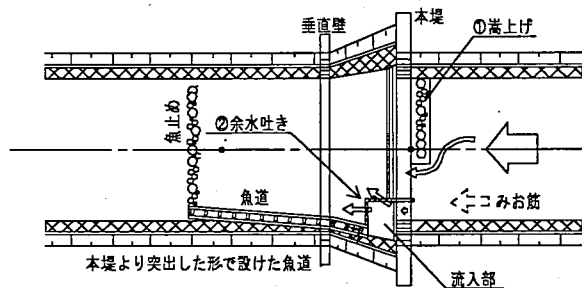 垂直壁
本堤
①嵩上げ
魚止め
②余水吐き
魚道
みお筋
本堤より突出した形で設けた魚道
流入部